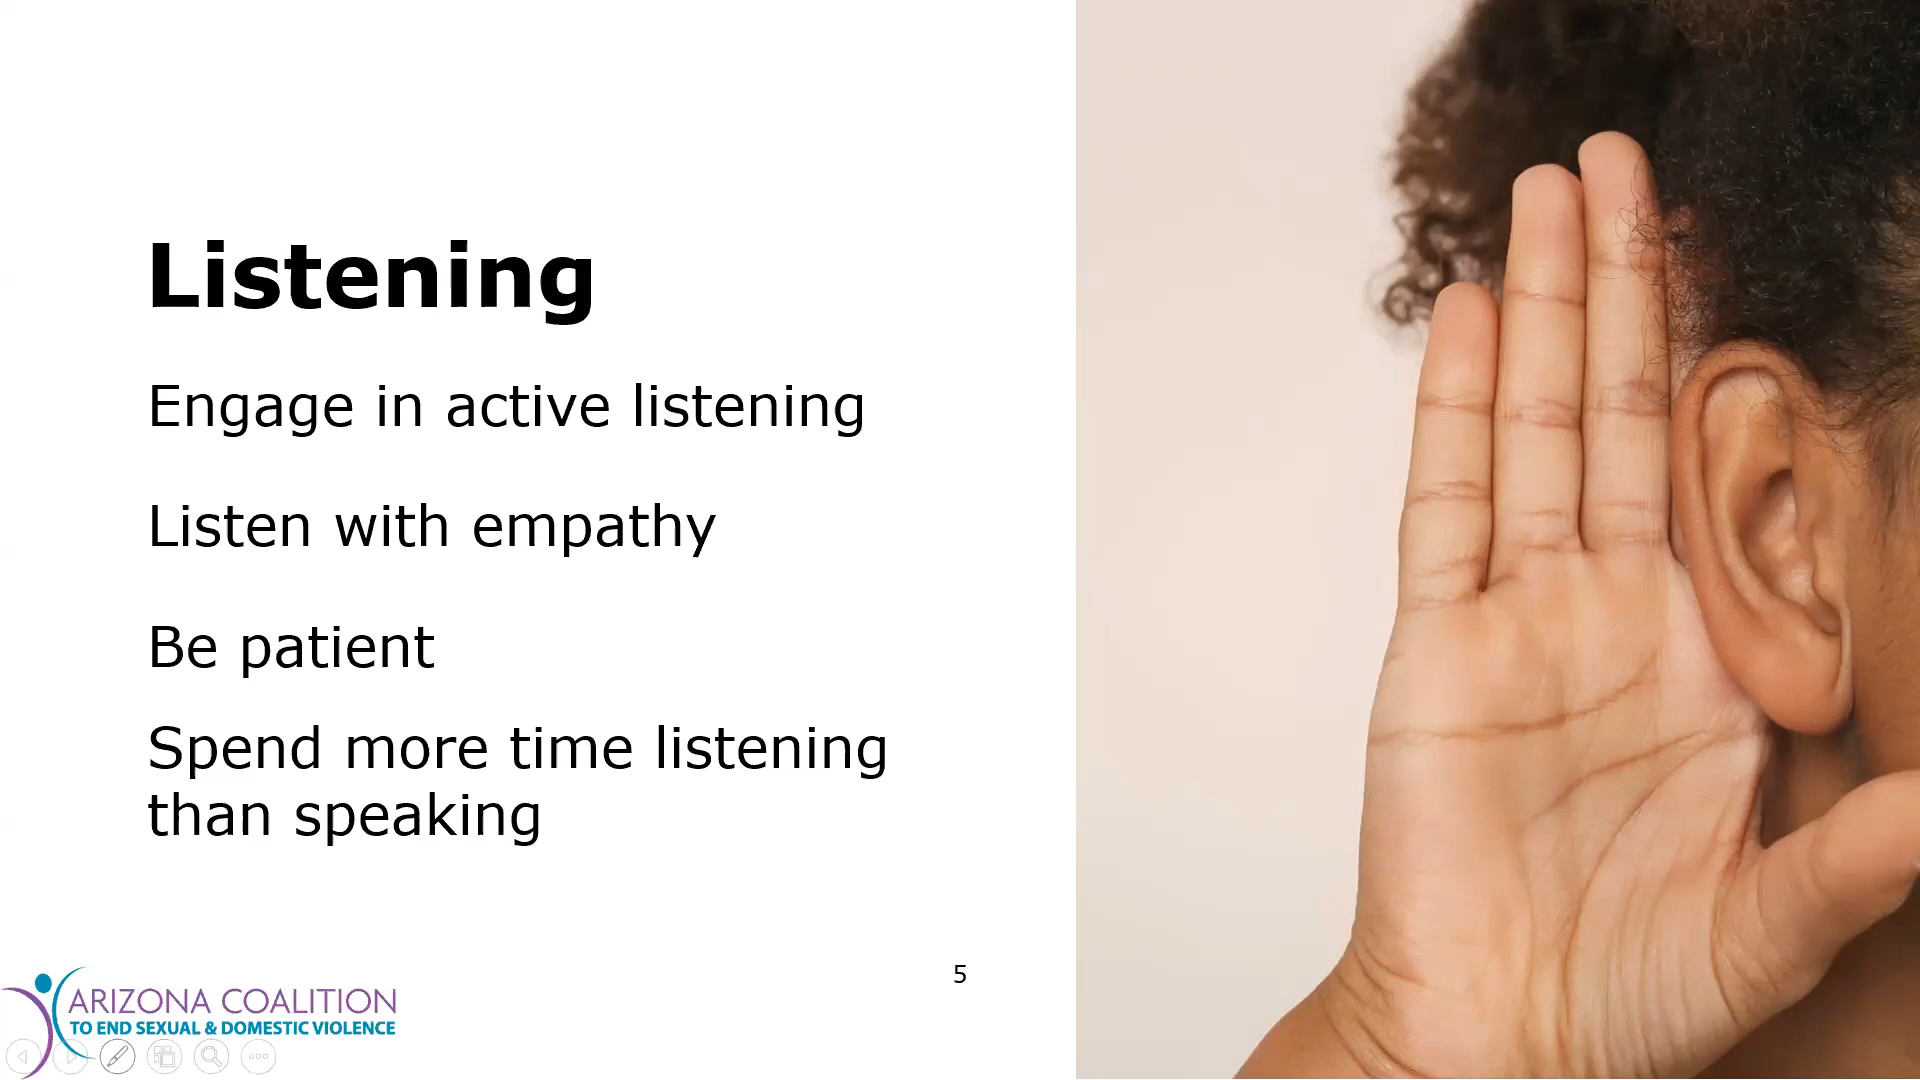 Listening
Engage in active listening
Listen with empathy
Be patient
Spend more time listening
than speaking
5
ARIZONA COALITION
TO END SEXUAL & DOMESTIC VIOLENCE